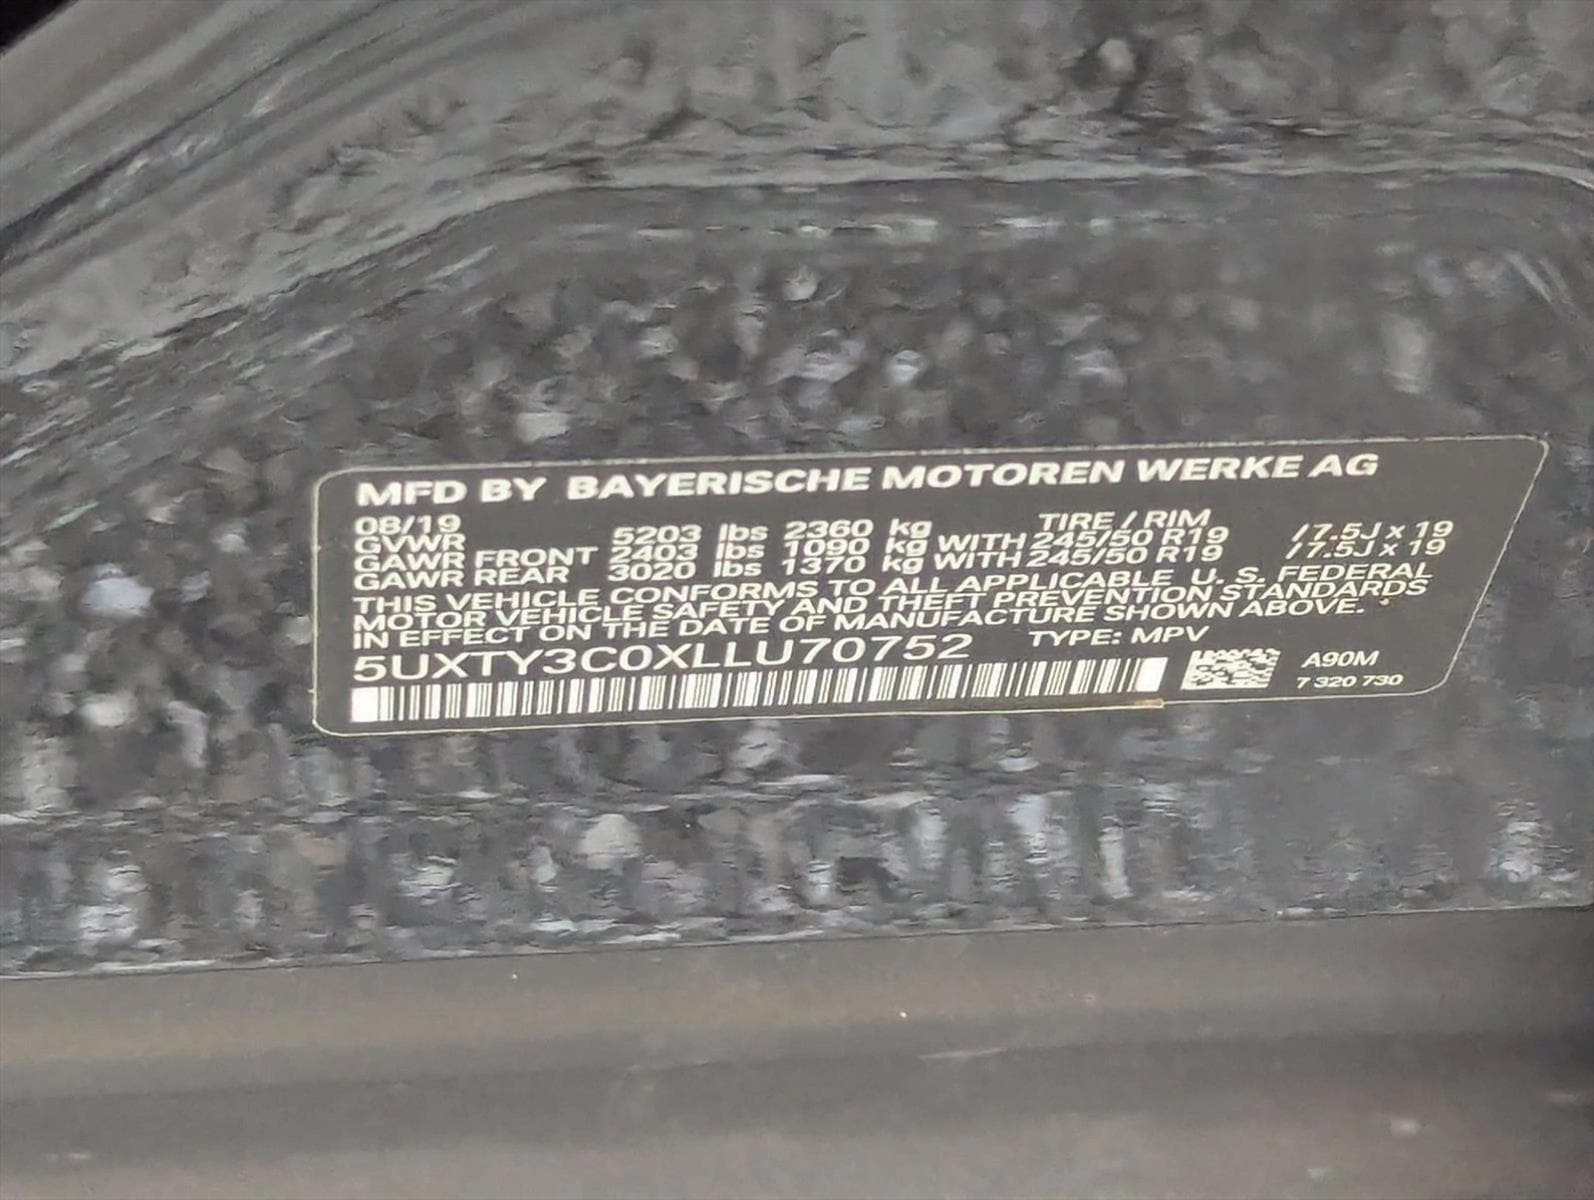 MFD BY BAYERISCHE MOTOREN WERKE AG
08/19 TIRE / RIM
GVWR 5203 lbs 2360 kg
GAWR FRONT 2403 lbs 1090 kg WITH 245/50 R19 /7.5J x 19
GAWR REAR 3020 lbs 1370 kg WITH 245/50 R19 /7.5J x 19
THIS VEHICLE CONFORMS TO ALL APPLICABLE U. S. FEDERAL
MOTOR VEHICLE SAFETY AND THEFT PREVENTION STANDARDS
IN EFFECT ON THE DATE OF MANUFACTURE SHOWN ABOVE.
5UXTY3C0XLLU70752 TYPE: MPV
A90M
7 320 730